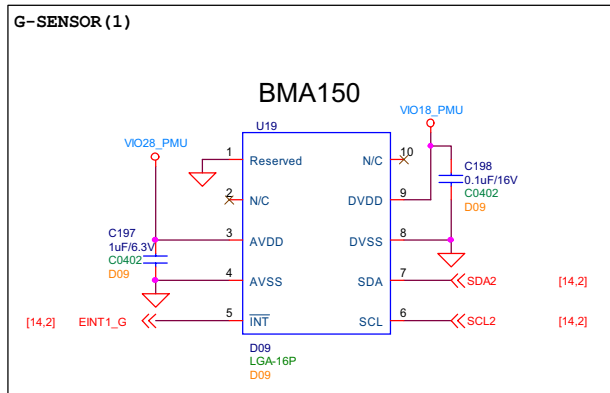 G-SENSOR(1)
BMA150
U19
VIO28_PMU
VIO18_PMU
1 Reserved N/C 10
2 N/C DVDD 9
3 AVDD DVSS 8
4 AVSS SDA 7
5 INT SCL 6
C197
1uF/6.3V
C0402
D09
C198
0.1uF/16V
C0402
D09
SDA2 [14,2]
[14,2] EINT1_G
SCL2 [14,2]
D09
LGA-16P
D09